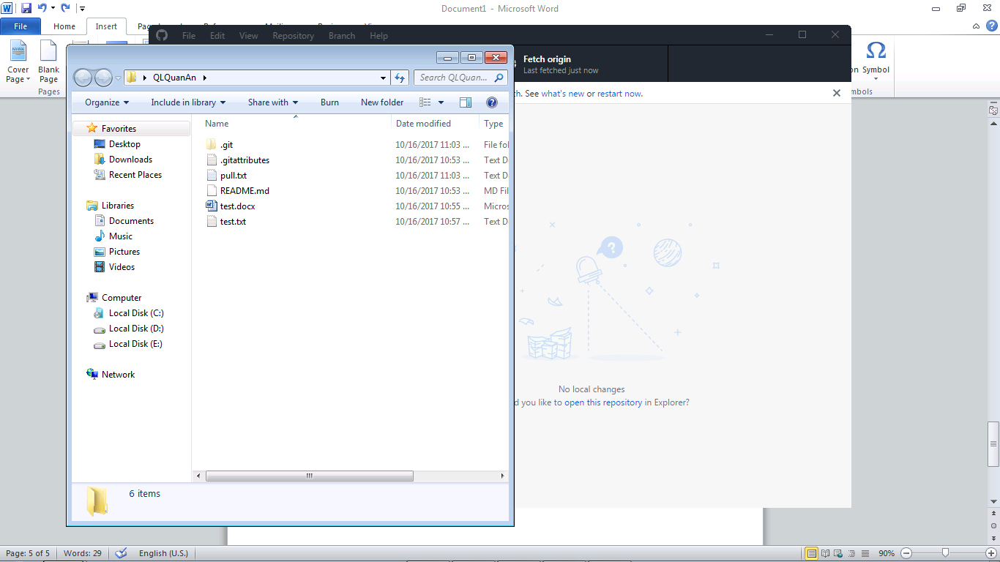 Document1 - Microsoft Word
File
Home
Insert
File Edit View Repository Branch Help
Cover
Page
Blank
Page
Pages
Symbol
Fetch origin
Last fetched just now
See what's new or restart now.
QLQuanAn
Search QLQuan...
Organize Include in library Share with Burn New folder
Name Date modified Type
Favorites
Desktop
Downloads
Recent Places
Libraries
Documents
Music
Pictures
Videos
Computer
Local Disk (C:)
Local Disk (D:)
Local Disk (E:)
Network
.git 10/16/2017 11:03 ... File fol
.gitattributes 10/16/2017 10:53 ... Text D
pull.txt 10/16/2017 11:03 ... Text D
README.md 10/16/2017 10:53 ... MD Fil
test.docx 10/16/2017 10:55 ... Micros
test.txt 10/16/2017 10:57 ... Text D
6 items
No local changes
d you like to open this repository in Explorer?
Page: 5 of 5 Words: 29 English (U.S.) 90%